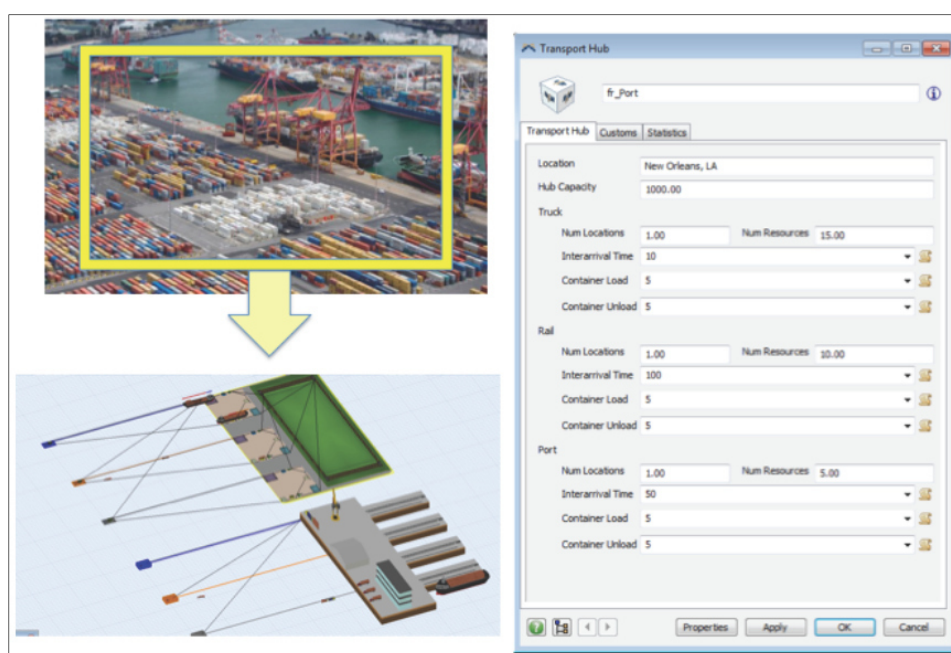 Transport Hub
fr_Port
Transport Hub Customs Statistics
Location New Orleans, LA
Hub Capacity 1000.00
Truck
Num Locations 1.00 Num Resources 15.00
Interarrival Time 10
Container Load 5
Container Unload 5
Rail
Num Locations 1.00 Num Resources 10.00
Interarrival Time 100
Container Load 5
Container Unload 5
Port
Num Locations 1.00 Num Resources 5.00
Interarrival Time 50
Container Load 5
Container Unload 5
Properties Apply OK Cancel